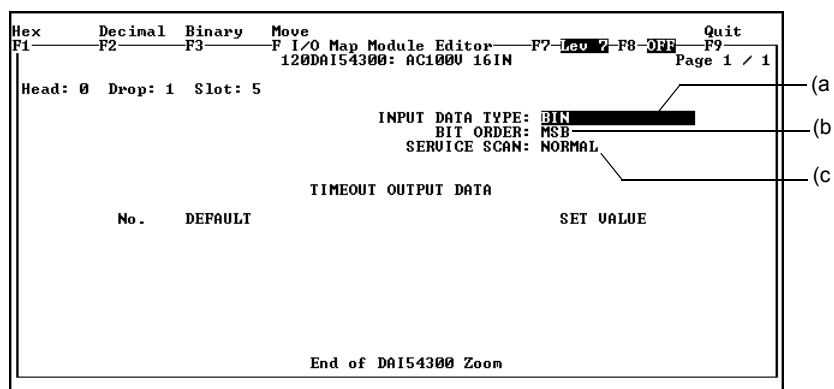 Hex Decimal Binary Move Quit
F1 F2 F3 F I/O Map Module Editor F7-Lev 7-F8-OFF F9
120DAI54300: AC100V 16IN Page 1 / 1
Head: 0 Drop: 1 Slot: 5
INPUT DATA TYPE: BIN (a
BIT ORDER: MSB (b
SERVICE SCAN: NORMAL (c
TIMEOUT OUTPUT DATA
No. DEFAULT SET VALUE
End of DAI54300 Zoom